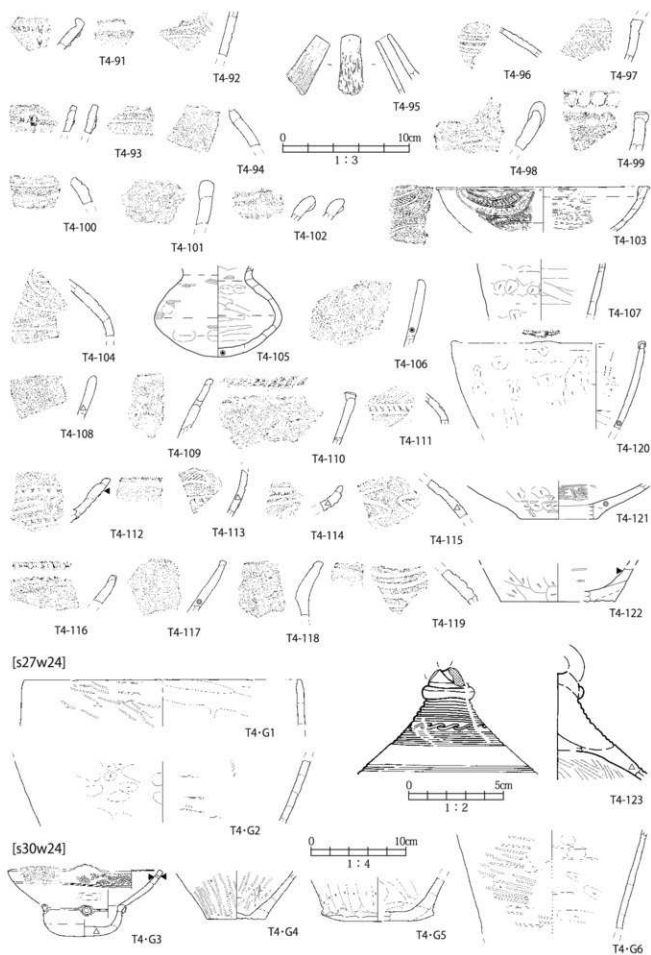 T4-91
T4-92
T4-95
T4-96
T4-97
T4-93
T4-94
0 10cm
1：3
T4-98
T4-99
T4-100
T4-101
T4-102
T4-103
T4-104
T4-105
T4-106
T4-107
T4-108
T4-109
T4-110
T4-111
T4-120
T4-112
T4-113
T4-114
T4-115
T4-121
T4-116
T4-117
T4-118
T4-119
T4-122
[s27w24]
T4・G1
0 5cm
1：2
T4-123
T4・G2
[s30w24]
0 10cm
1：4
T4・G3
T4・G4
T4・G5
T4・G6